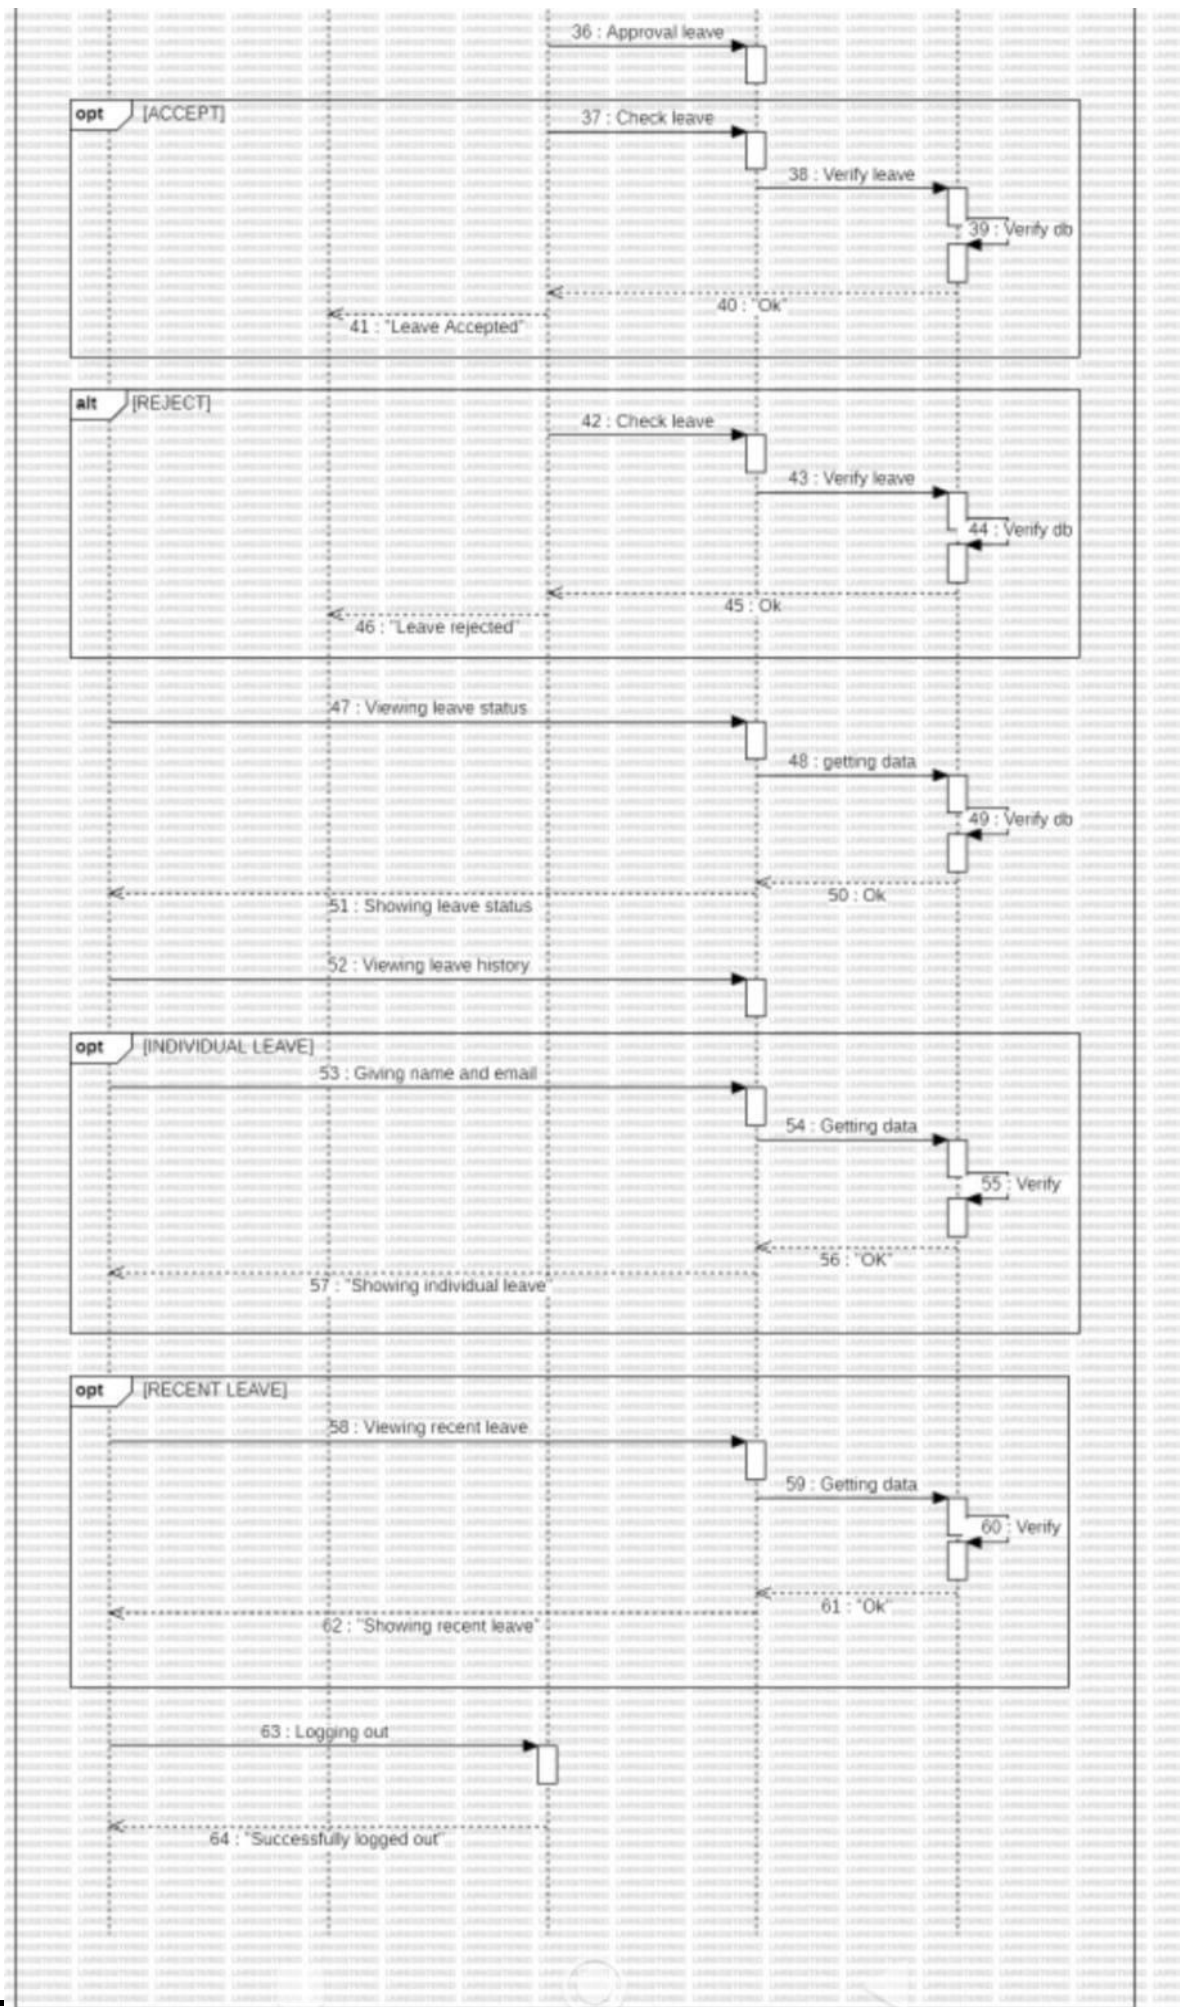 36 : Approval leave
opt [ACCEPT]
37 : Check leave
38 : Verify leave
39 : Verify db
40 : "Ok"
41 : "Leave Accepted"
alt [REJECT]
42 : Check leave
43 : Verify leave
44 : Verify db
45 : Ok
46 : "Leave rejected"
47 : Viewing leave status
48 : getting data
49 : Verify db
50 : Ok
51 : Showing leave status
52 : Viewing leave history
opt [INDIVIDUAL LEAVE]
53 : Giving name and email
54 : Getting data
55 : Verify
56 : "OK"
57 : "Showing individual leave"
opt [RECENT LEAVE]
58 : Viewing recent leave
59 : Getting data
60 : Verify
61 : "Ok"
62 : "Showing recent leave"
63 : Logging out
64 : "Successfully logged out"